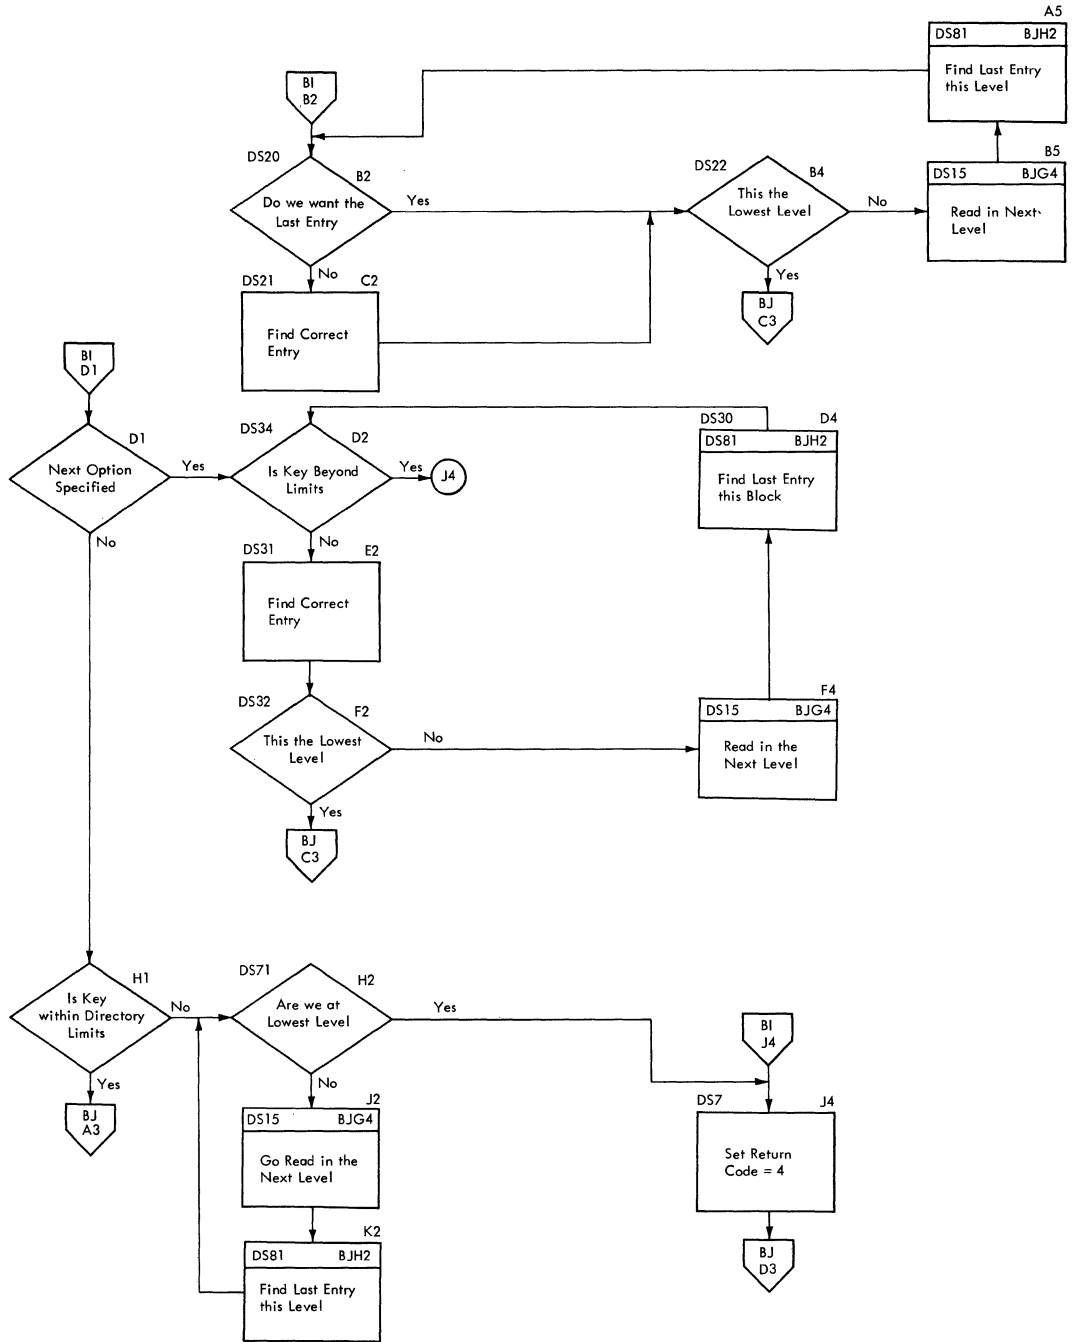 A5
DS81 BJH2
Find Last Entry
this Level
BI
B2
DS20
B2
Do we want the
Last Entry
Yes
No
DS22
B4
This the
Lowest Level
No
Yes
B5
DS15 BJG4
Read in Next
Level
BJ
C3
DS21 C2
Find Correct
Entry
BI
D1
D1
Next Option
Specified
Yes
No
DS34
D2
Is Key Beyond
Limits
Yes
J4
No
DS30 D4
DS81 BJH2
Find Last Entry
this Block
DS31 E2
Find Correct
Entry
DS32
F2
This the Lowest
Level
No
Yes
F4
DS15 BJG4
Read in the
Next Level
BJ
C3
H1
Is Key
within Directory
Limits
No
Yes
BJ
A3
DS71
H2
Are we at
Lowest Level
Yes
No
BI
J4
J2
DS15 BJG4
Go Read in the
Next Level
DS7 J4
Set Return
Code = 4
K2
DS81 BJH2
Find Last Entry
this Level
BJ
D3